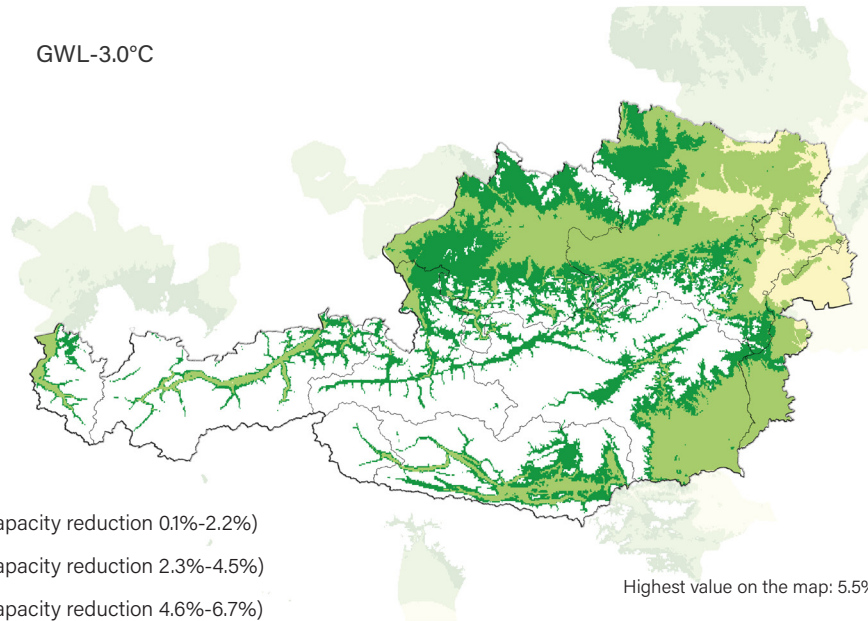 GWL-3.0°C
apacity reduction 0.1%-2.2%)
apacity reduction 2.3%-4.5%)
apacity reduction 4.6%-6.7%)
Highest value on the map: 5.5%